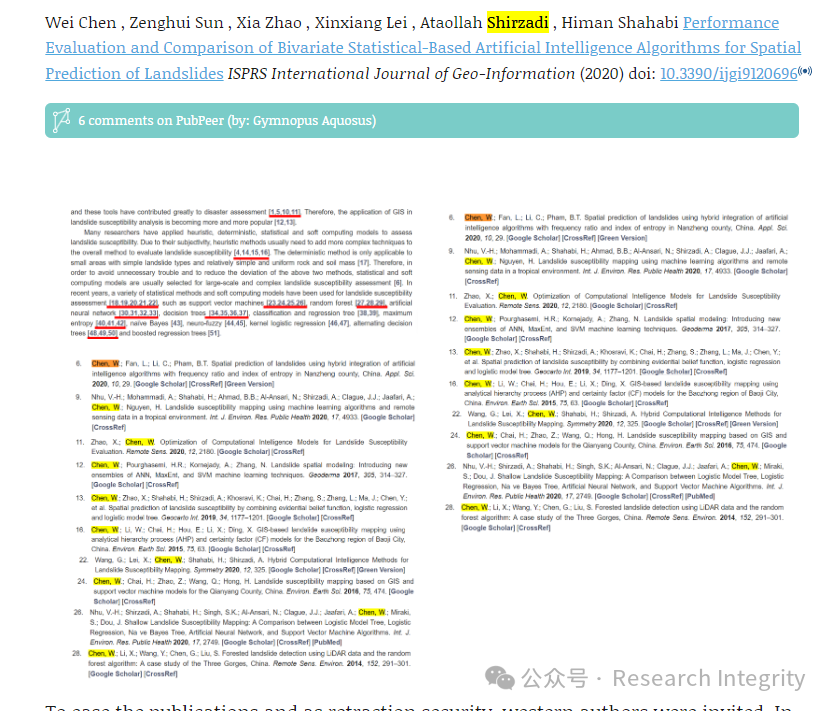 Wei Chen , Zenghui Sun , Xia Zhao , Xinxiang Lei , Ataollah Shirzadi , Himan Shahabi Performance
Evaluation and Comparison of Bivariate Statistical-Based Artificial Intelligence Algorithms for Spatial
Prediction of Landslides ISPRS International Journal of Geo-Information (2020) doi: 10.3390/ijgi9120696
6 comments on PubPeer (by: Gymnopus Aquosus)
and these tools have contributed greatly to disaster assessment [1,5,10,11]. Therefore, the application of GIS in
landslide susceptibility analysis is becoming more and more popular [12,13].
Many researchers have applied heuristic, deterministic, statistical and soft computing models to assess
landslide susceptibility. Due to their subjectivity, heuristic methods usually need to add more complex techniques to
the overall method to evaluate landslide susceptibility [4,14,15,16]. The deterministic method is only applicable to
small areas with simple landslide types and relatively simple and uniform rock and soil mass [17]. Therefore, in
order to avoid unnecessary trouble and to reduce the deviation of the above two methods, statistical and soft
computing models are usually selected for large-scale and complex landslide susceptibility assessment [6]. In
recent years, a variety of statistical methods and soft computing models have been used for landslide susceptibility
assessment [18,19,20,21,22], such as support vector machines [23,24,25,26], random forest [27,28,29], artificial
neural network [30,31,32,33], decision trees [34,35,36,37], classification and regression tree [38,39], maximum
entropy [40,41,42], naïve Bayes [43], neuro-fuzzy [44,45], kernel logistic regression [46,47], alternating decision
trees [48,49,50] and boosted regression trees [51].
6. Chen, W.; Fan, L.; Li, C.; Pham, B.T. Spatial prediction of landslides using hybrid integration of artificial
intelligence algorithms with frequency ratio and index of entropy in Nanzheng county, China. Appl. Sci.
2020, 10, 29. [Google Scholar] [CrossRef] [Green Version]
9. Nhu, V.-H.; Mohammadi, A.; Shahabi, H.; Ahmad, B.B.; Al-Ansari, N.; Shirzadi, A.; Clague, J.J.; Jaafari, A.;
Chen, W.; Nguyen, H. Landslide susceptibility mapping using machine learning algorithms and remote
sensing data in a tropical environment. Int. J. Environ. Res. Public Health 2020, 17, 4933. [Google Scholar]
[CrossRef]
11. Zhao, X.; Chen, W. Optimization of Computational Intelligence Models for Landslide Susceptibility
Evaluation. Remote Sens. 2020, 12, 2180. [Google Scholar] [CrossRef]
12. Chen, W.; Pourghasemi, H.R.; Kornejady, A.; Zhang, N. Landslide spatial modeling: Introducing new
ensembles of ANN, MaxEnt, and SVM machine learning techniques. Geoderma 2017, 305, 314–327.
[Google Scholar] [CrossRef]
13. Chen, W.; Zhao, X.; Shahabi, H.; Shirzadi, A.; Khosravi, K.; Chai, H.; Zhang, S.; Zhang, L.; Ma, J.; Chen, Y.;
et al. Spatial prediction of landslide susceptibility by combining evidential belief function, logistic regression
and logistic model tree. Geocarto Int. 2019, 34, 1177–1201. [Google Scholar] [CrossRef]
16. Chen, W.; Li, W.; Chai, H.; Hou, E.; Li, X.; Ding, X. GIS-based landslide susceptibility mapping using
analytical hierarchy process (AHP) and certainty factor (CF) models for the Baozhong region of Baoji City,
China. Environ. Earth Sci. 2015, 75, 63. [Google Scholar] [CrossRef]
22. Wang, G.; Lei, X.; Chen, W.; Shahabi, H.; Shirzadi, A. Hybrid Computational Intelligence Methods for
Landslide Susceptibility Mapping. Symmetry 2020, 12, 325. [Google Scholar] [CrossRef] [Green Version]
24. Chen, W.; Chai, H.; Zhao, Z.; Wang, Q.; Hong, H. Landslide susceptibility mapping based on GIS and
support vector machine models for the Qianyang County, China. Environ. Earth Sci. 2016, 75, 474. [Google
Scholar] [CrossRef]
26. Nhu, V.-H.; Shirzadi, A.; Shahabi, H.; Singh, S.K.; Al-Ansari, N.; Clague, J.J.; Jaafari, A.; Chen, W.; Miraki,
S.; Dou, J. Shallow Landslide Susceptibility Mapping: A Comparison between Logistic Model Tree, Logistic
Regression, Na ve Bayes Tree, Artificial Neural Network, and Support Vector Machine Algorithms. Int. J.
Environ. Res. Public Health 2020, 17, 2749. [Google Scholar] [CrossRef] [PubMed]
28. Chen, W.; Li, X.; Wang, Y.; Chen, G.; Liu, S. Forested landslide detection using LiDAR data and the random
forest algorithm: A case study of the Three Gorges, China. Remote Sens. Environ. 2014, 152, 291–301.
[Google Scholar] [CrossRef]
6. Chen, W.; Fan, L.; Li, C.; Pham, B.T. Spatial prediction of landslides using hybrid integration of artificial
intelligence algorithms with frequency ratio and index of entropy in Nanzheng county, China. Appl. Sci.
2020, 10, 29. [Google Scholar] [CrossRef] [Green Version]
9. Nhu, V.-H.; Mohammadi, A.; Shahabi, H.; Ahmad, B.B.; Al-Ansari, N.; Shirzadi, A.; Clague, J.J.; Jaafari, A.;
Chen, W.; Nguyen, H. Landslide susceptibility mapping using machine learning algorithms and remote
sensing data in a tropical environment. Int. J. Environ. Res. Public Health 2020, 17, 4933. [Google Scholar]
[CrossRef]
11. Zhao, X.; Chen, W. Optimization of Computational Intelligence Models for Landslide Susceptibility
Evaluation. Remote Sens. 2020, 12, 2180. [Google Scholar] [CrossRef]
12. Chen, W.; Pourghasemi, H.R.; Kornejady, A.; Zhang, N. Landslide spatial modeling: Introducing new
ensembles of ANN, MaxEnt, and SVM machine learning techniques. Geoderma 2017, 305, 314–327.
[Google Scholar] [CrossRef]
13. Chen, W.; Zhao, X.; Shahabi, H.; Shirzadi, A.; Khosravi, K.; Chai, H.; Zhang, S.; Zhang, L.; Ma, J.; Chen, Y.;
et al. Spatial prediction of landslide susceptibility by combining evidential belief function, logistic regression
and logistic model tree. Geocarto Int. 2019, 34, 1177–1201. [Google Scholar] [CrossRef]
16. Chen, W.; Li, W.; Chai, H.; Hou, E.; Li, X.; Ding, X. GIS-based landslide susceptibility mapping using
analytical hierarchy process (AHP) and certainty factor (CF) models for the Baozhong region of Baoji City,
China. Environ. Earth Sci. 2015, 75, 63. [Google Scholar] [CrossRef]
22. Wang, G.; Lei, X.; Chen, W.; Shahabi, H.; Shirzadi, A. Hybrid Computational Intelligence Methods for
Landslide Susceptibility Mapping. Symmetry 2020, 12, 325. [Google Scholar] [CrossRef] [Green Version]
24. Chen, W.; Chai, H.; Zhao, Z.; Wang, Q.; Hong, H. Landslide susceptibility mapping based on GIS and
support vector machine models for the Qianyang County, China. Environ. Earth Sci. 2016, 75, 474. [Google
Scholar] [CrossRef]
26. Nhu, V.-H.; Shirzadi, A.; Shahabi, H.; Singh, S.K.; Al-Ansari, N.; Clague, J.J.; Jaafari, A.; Chen, W.; Miraki,
S.; Dou, J. Shallow Landslide Susceptibility Mapping: A Comparison between Logistic Model Tree, Logistic
Regression, Na ve Bayes Tree, Artificial Neural Network, and Support Vector Machine Algorithms. Int. J.
Environ. Res. Public Health 2020, 17, 2749. [Google Scholar] [CrossRef] [PubMed]
28. Chen, W.; Li, X.; Wang, Y.; Chen, G.; Liu, S. Forested landslide detection using LiDAR data and the random
forest algorithm: A case study of the Three Gorges, China. Remote Sens. Environ. 2014, 152, 291–301.
[Google Scholar] [CrossRef]
公众号 · Research Integrity
To ease the publications and as retraction security, western authors were invited. In